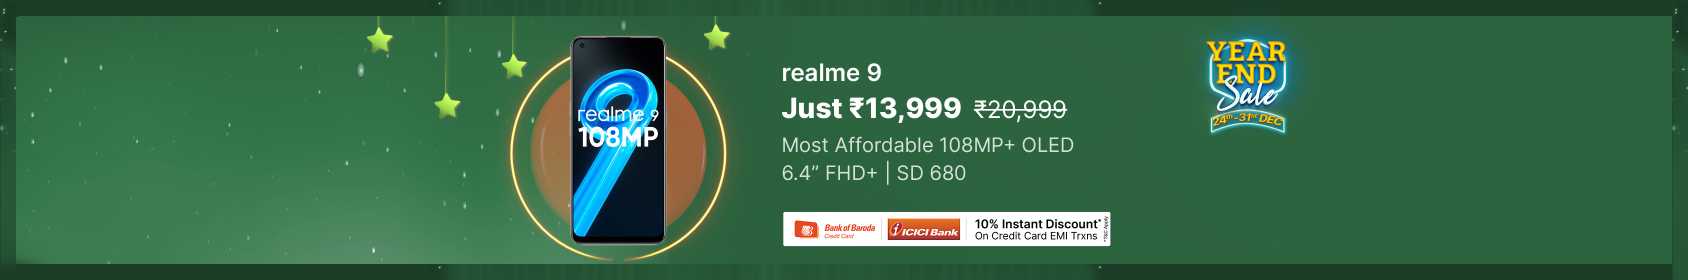 realme 9
108MP
realme 9
Just ₹13,999 ₹20,999
Most Affordable 108MP+ OLED
6.4” FHD+ | SD 680
Bank of Baroda
Credit Card
ICICI Bank
10% Instant Discount*
On Credit Card EMI Trxns
*T&C Apply
YEAR
END
Sale
24th-31st DEC